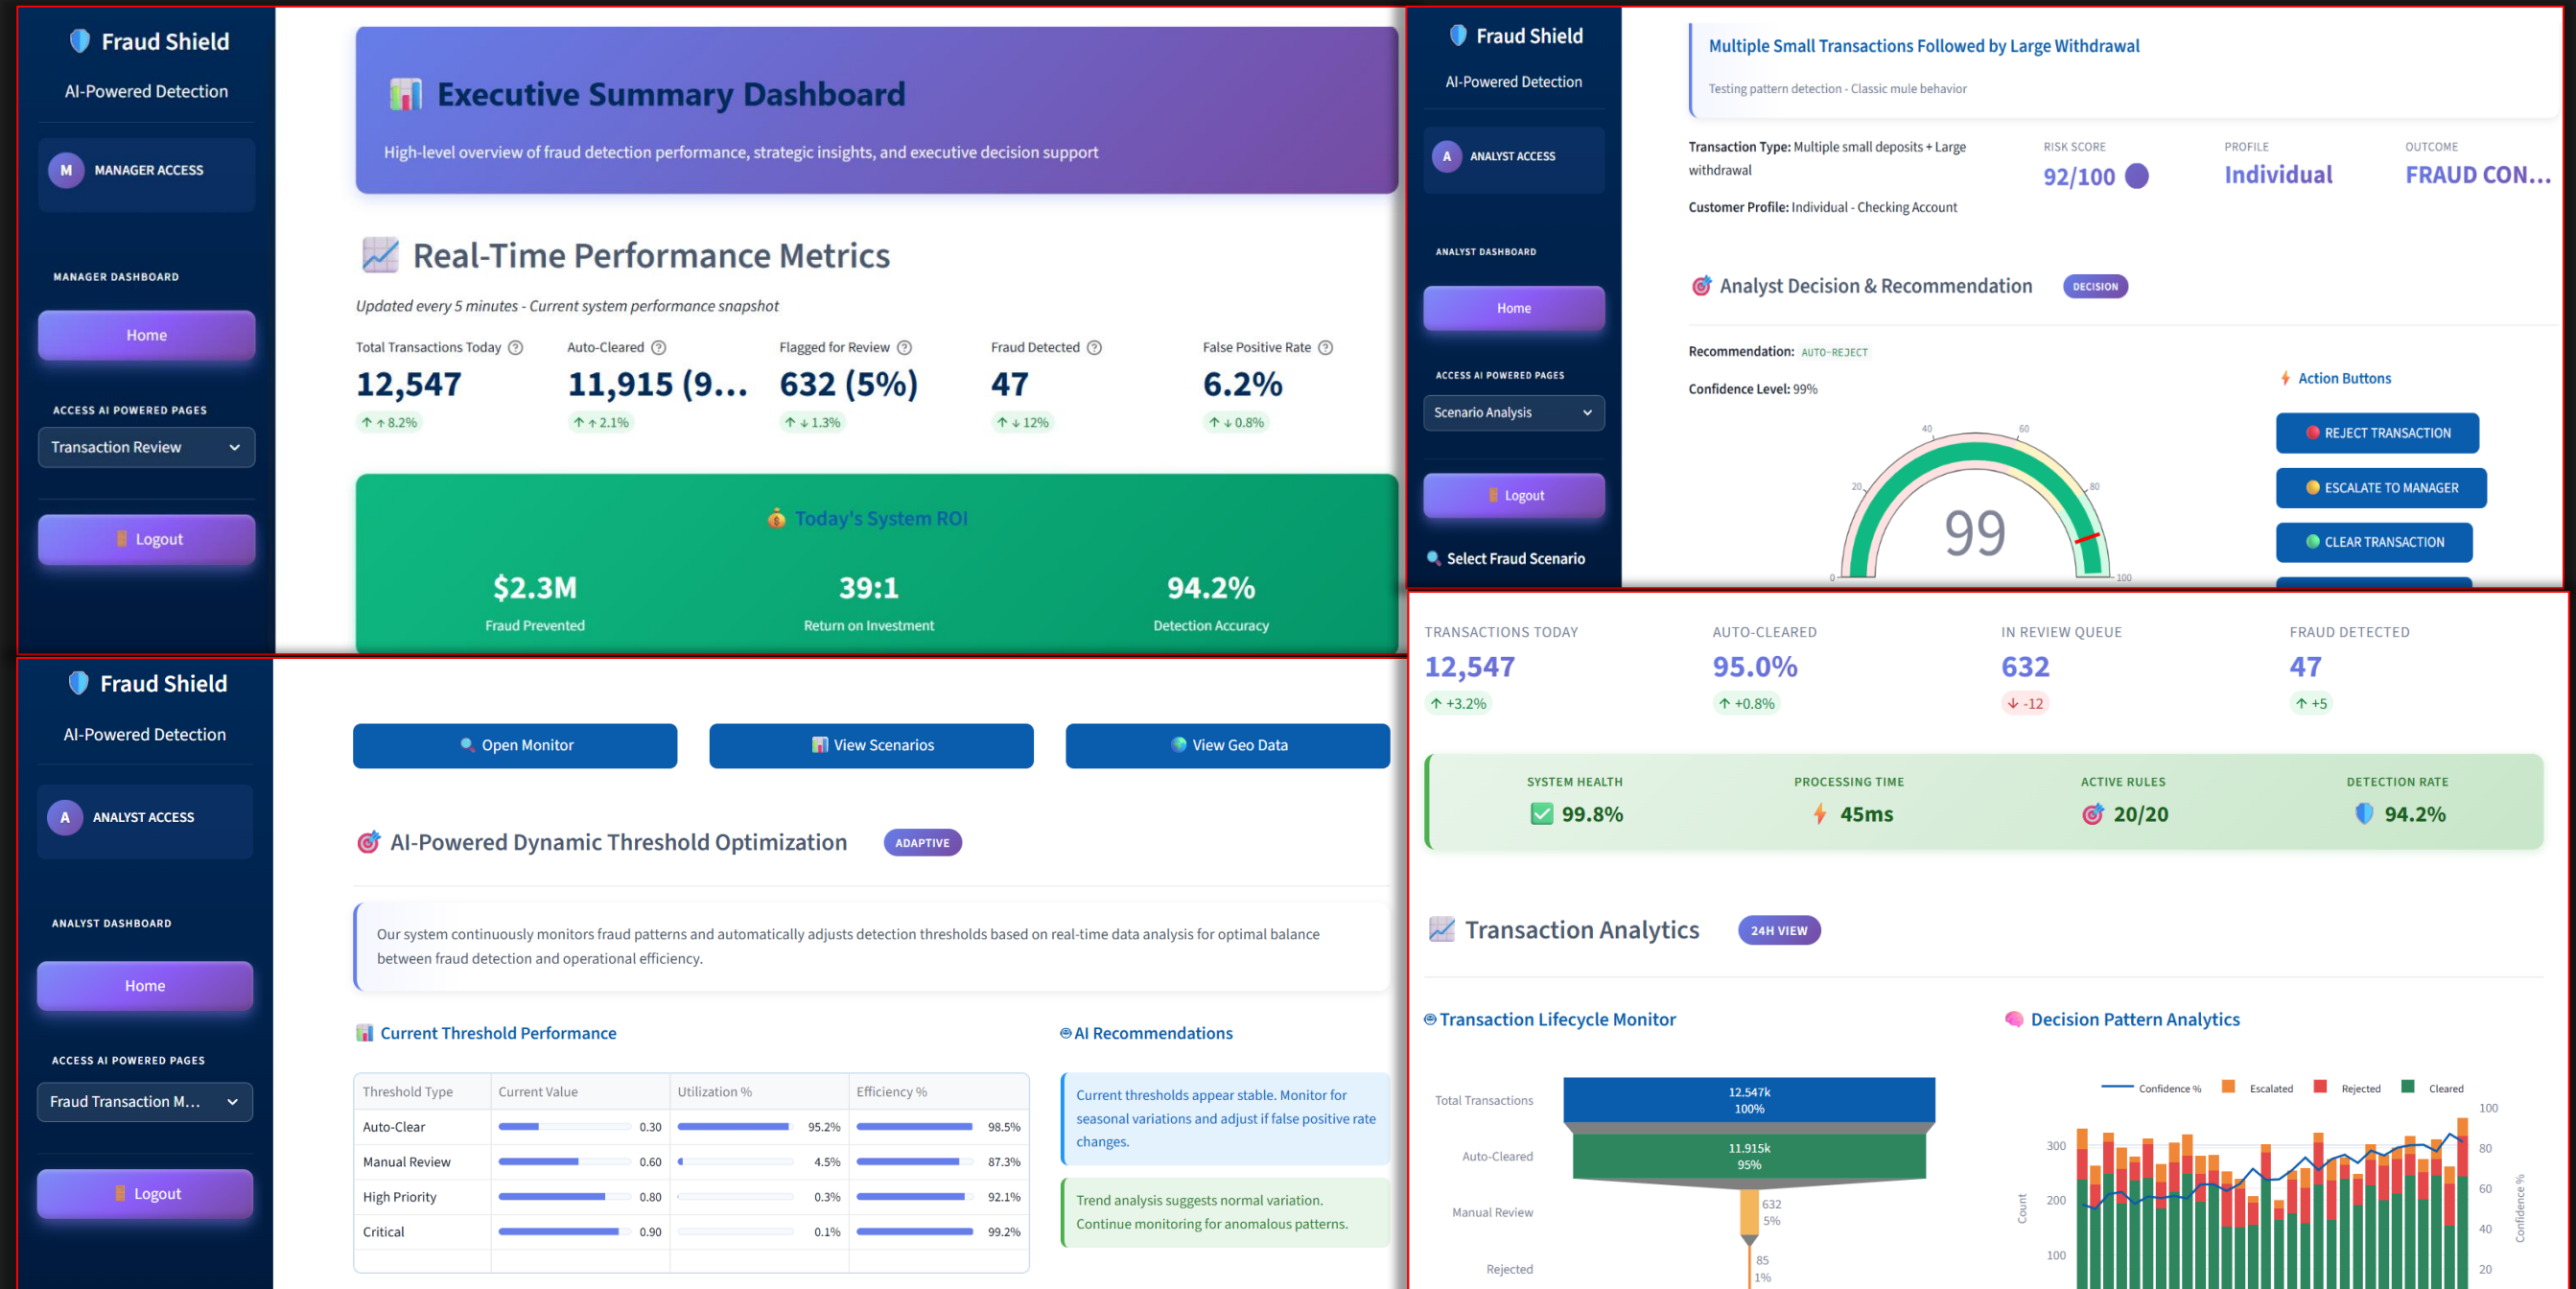 Fraud Shield
AI-Powered Detection
M MANAGER ACCESS
MANAGER DASHBOARD
Home
ACCESS AI POWERED PAGES
Transaction Review
Logout
Executive Summary Dashboard
High-level overview of fraud detection performance, strategic insights, and executive decision support
Real-Time Performance Metrics
Updated every 5 minutes - Current system performance snapshot
Total Transactions Today
12,547
↑ ↑ 8.2%
Auto-Cleared
11,915 (9...
↑ ↑ 2.1%
Flagged for Review
632 (5%)
↑ ↓ 1.3%
Fraud Detected
47
↑ ↓ 12%
False Positive Rate
6.2%
↑ ↓ 0.8%
Today's System ROI
$2.3M
Fraud Prevented
39:1
Return on Investment
94.2%
Detection Accuracy
Fraud Shield
AI-Powered Detection
A ANALYST ACCESS
ANALYST DASHBOARD
Home
ACCESS AI POWERED PAGES
Scenario Analysis
Logout
Select Fraud Scenario
Multiple Small Transactions Followed by Large Withdrawal
Testing pattern detection - Classic mule behavior
Transaction Type: Multiple small deposits + Large
withdrawal
Customer Profile: Individual - Checking Account
RISK SCORE
92/100
PROFILE
Individual
OUTCOME
FRAUD CON...
Analyst Decision & Recommendation
DECISION
Recommendation: AUTO-REJECT
Confidence Level: 99%
0
20
40
60
80
100
99
Action Buttons
REJECT TRANSACTION
ESCALATE TO MANAGER
CLEAR TRANSACTION
Fraud Shield
AI-Powered Detection
A ANALYST ACCESS
ANALYST DASHBOARD
Home
ACCESS AI POWERED PAGES
Fraud Transaction M...
Logout
Open Monitor
View Scenarios
View Geo Data
AI-Powered Dynamic Threshold Optimization
ADAPTIVE
Our system continuously monitors fraud patterns and automatically adjusts detection thresholds based on real-time data analysis for optimal balance
between fraud detection and operational efficiency.
Current Threshold Performance
Threshold Type Current Value Utilization % Efficiency %
Auto-Clear 0.30 95.2% 98.5%
Manual Review 0.60 4.5% 87.3%
High Priority 0.80 0.3% 92.1%
Critical 0.90 0.1% 99.2%
AI Recommendations
Current thresholds appear stable. Monitor for
seasonal variations and adjust if false positive rate
changes.
Trend analysis suggests normal variation.
Continue monitoring for anomalous patterns.
TRANSACTIONS TODAY
12,547
↑ +3.2%
AUTO-CLEARED
95.0%
↑ +0.8%
IN REVIEW QUEUE
632
↓ -12
FRAUD DETECTED
47
↑ +5
SYSTEM HEALTH
99.8%
PROCESSING TIME
45ms
ACTIVE RULES
20/20
DETECTION RATE
94.2%
Transaction Analytics
24H VIEW
Transaction Lifecycle Monitor
Total Transactions
12.547k
100%
Auto-Cleared
11.915k
95%
Manual Review
632
5%
Rejected
85
1%
Decision Pattern Analytics
Confidence % Escalated Rejected Cleared
Count
300
200
100
100
80
60
40
20
Confidence %